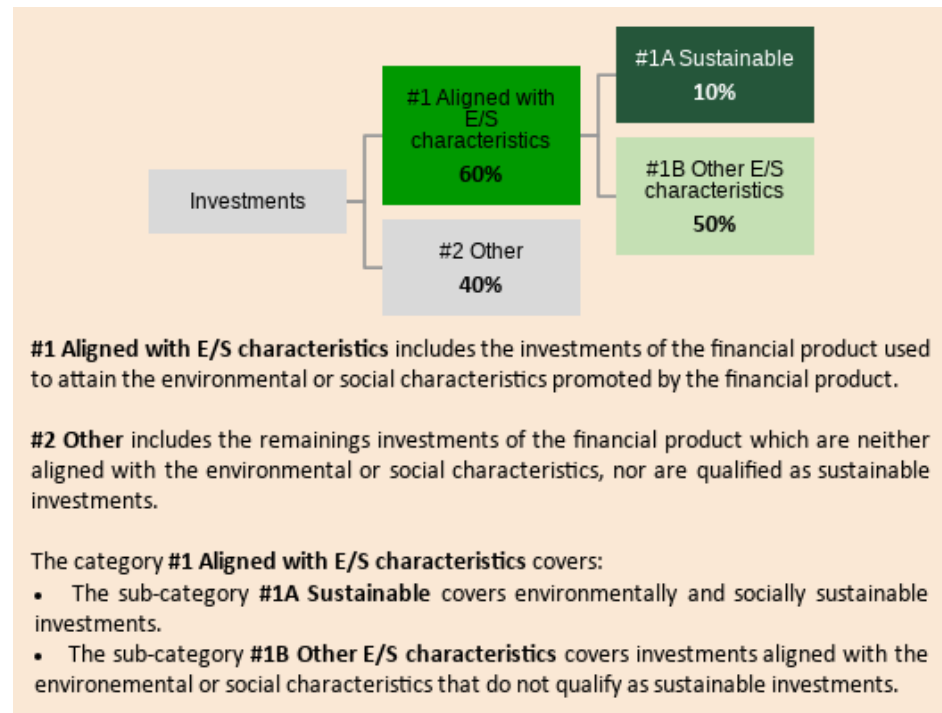 #1A Sustainable
10%
#1 Aligned with
E/S
characteristics
60%
#1B Other E/S
characteristics
50%
Investments
#2 Other
40%
#1 Aligned with E/S characteristics includes the investments of the financial product used
to attain the environmental or social characteristics promoted by the financial product.
#2 Other includes the remainings investments of the financial product which are neither
aligned with the environmental or social characteristics, nor are qualified as sustainable
investments.
The category #1 Aligned with E/S characteristics covers:
• The sub-category #1A Sustainable covers environmentally and socially sustainable
investments.
• The sub-category #1B Other E/S characteristics covers investments aligned with the
environemental or social characteristics that do not qualify as sustainable investments.